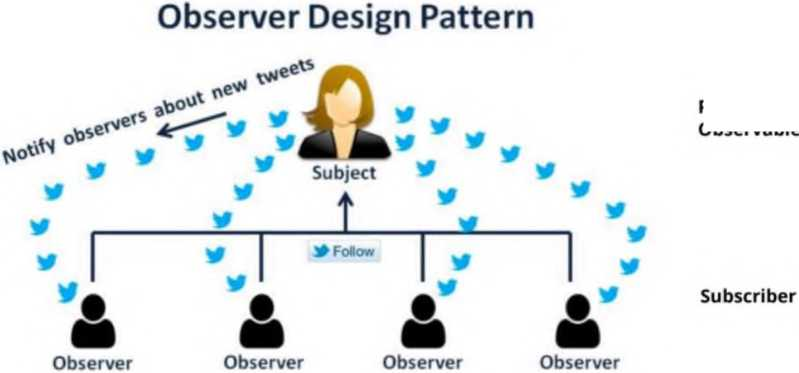 Observer Design Pattern
Notify observers about new tweets
Subject
Follow
Subscriber
Observer
Observer
Observer
Observer